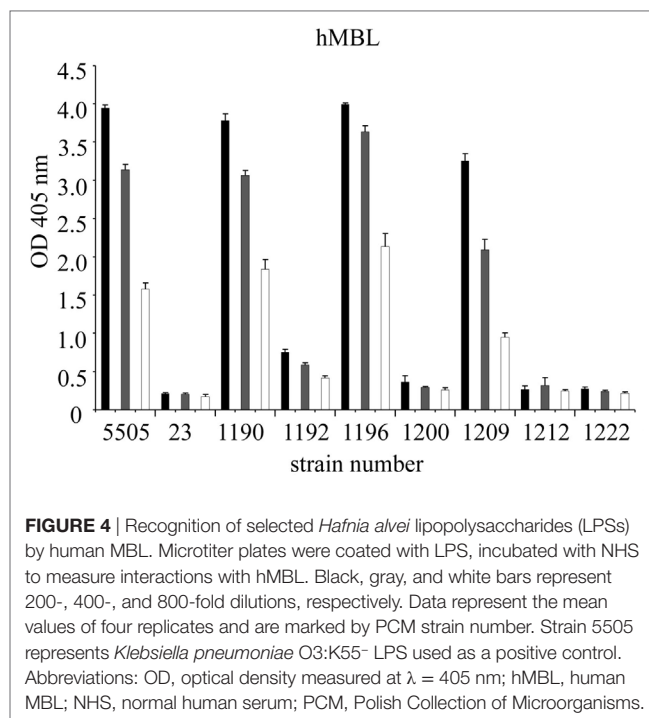 hMBL
4.5
4.0
3.5
3.0
2.5
2.0
1.5
1.0
0.5
0
OD 405 nm
5505 23 1190 1192 1196 1200 1209 1212 1222
strain number
FIGURE 4 | Recognition of selected Hafnia alvei lipopolysaccharides (LPSs)
by human MBL. Microtiter plates were coated with LPS, incubated with NHS
to measure interactions with hMBL. Black, gray, and white bars represent
200-, 400-, and 800-fold dilutions, respectively. Data represent the mean
values of four replicates and are marked by PCM strain number. Strain 5505
represents Klebsiella pneumoniae O3:K55⁻ LPS used as a positive control.
Abbreviations: OD, optical density measured at λ = 405 nm; hMBL, human
MBL; NHS, normal human serum; PCM, Polish Collection of Microorganisms.